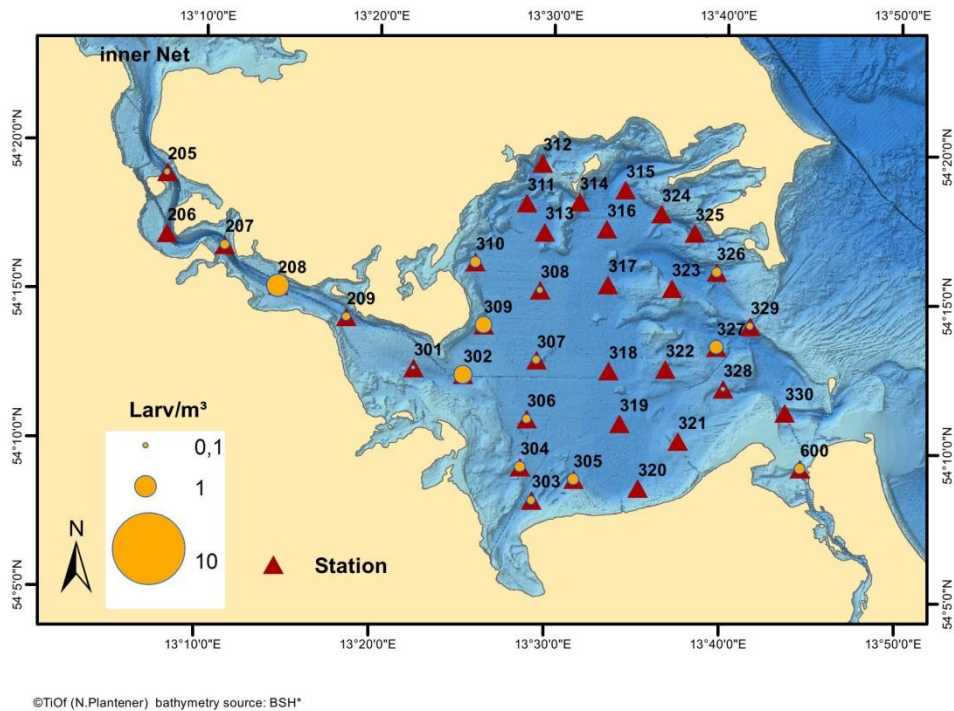 13°10'0"E 13°20'0"E 13°30'0"E 13°40'0"E 13°50'0"E
inner Net
54°20'0"N
54°20'0"N
312
205
311 314 315
324
206
207
313 316
325
310
208
308 317
323 326
54°15'0"N
54°15'0"N
209
309
329
327
301 302
307
318 322
328
306
319
330
Larv/m³
321
54°10'0"N
54°10'0"N
0,1
304 305
600
303
320
1
N
10
Station
54°5'0"N
54°5'0"N
13°10'0"E 13°20'0"E 13°30'0"E 13°40'0"E 13°50'0"E
©TiOf (N.Plantener) bathymetry source: BSH*